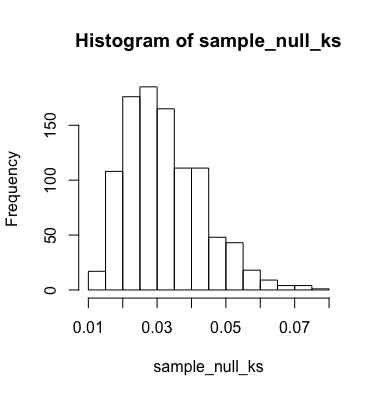 Histogram of sample_null_ks
Frequency
150
100
50
0
0.01 0.03 0.05 0.07
sample_null_ks